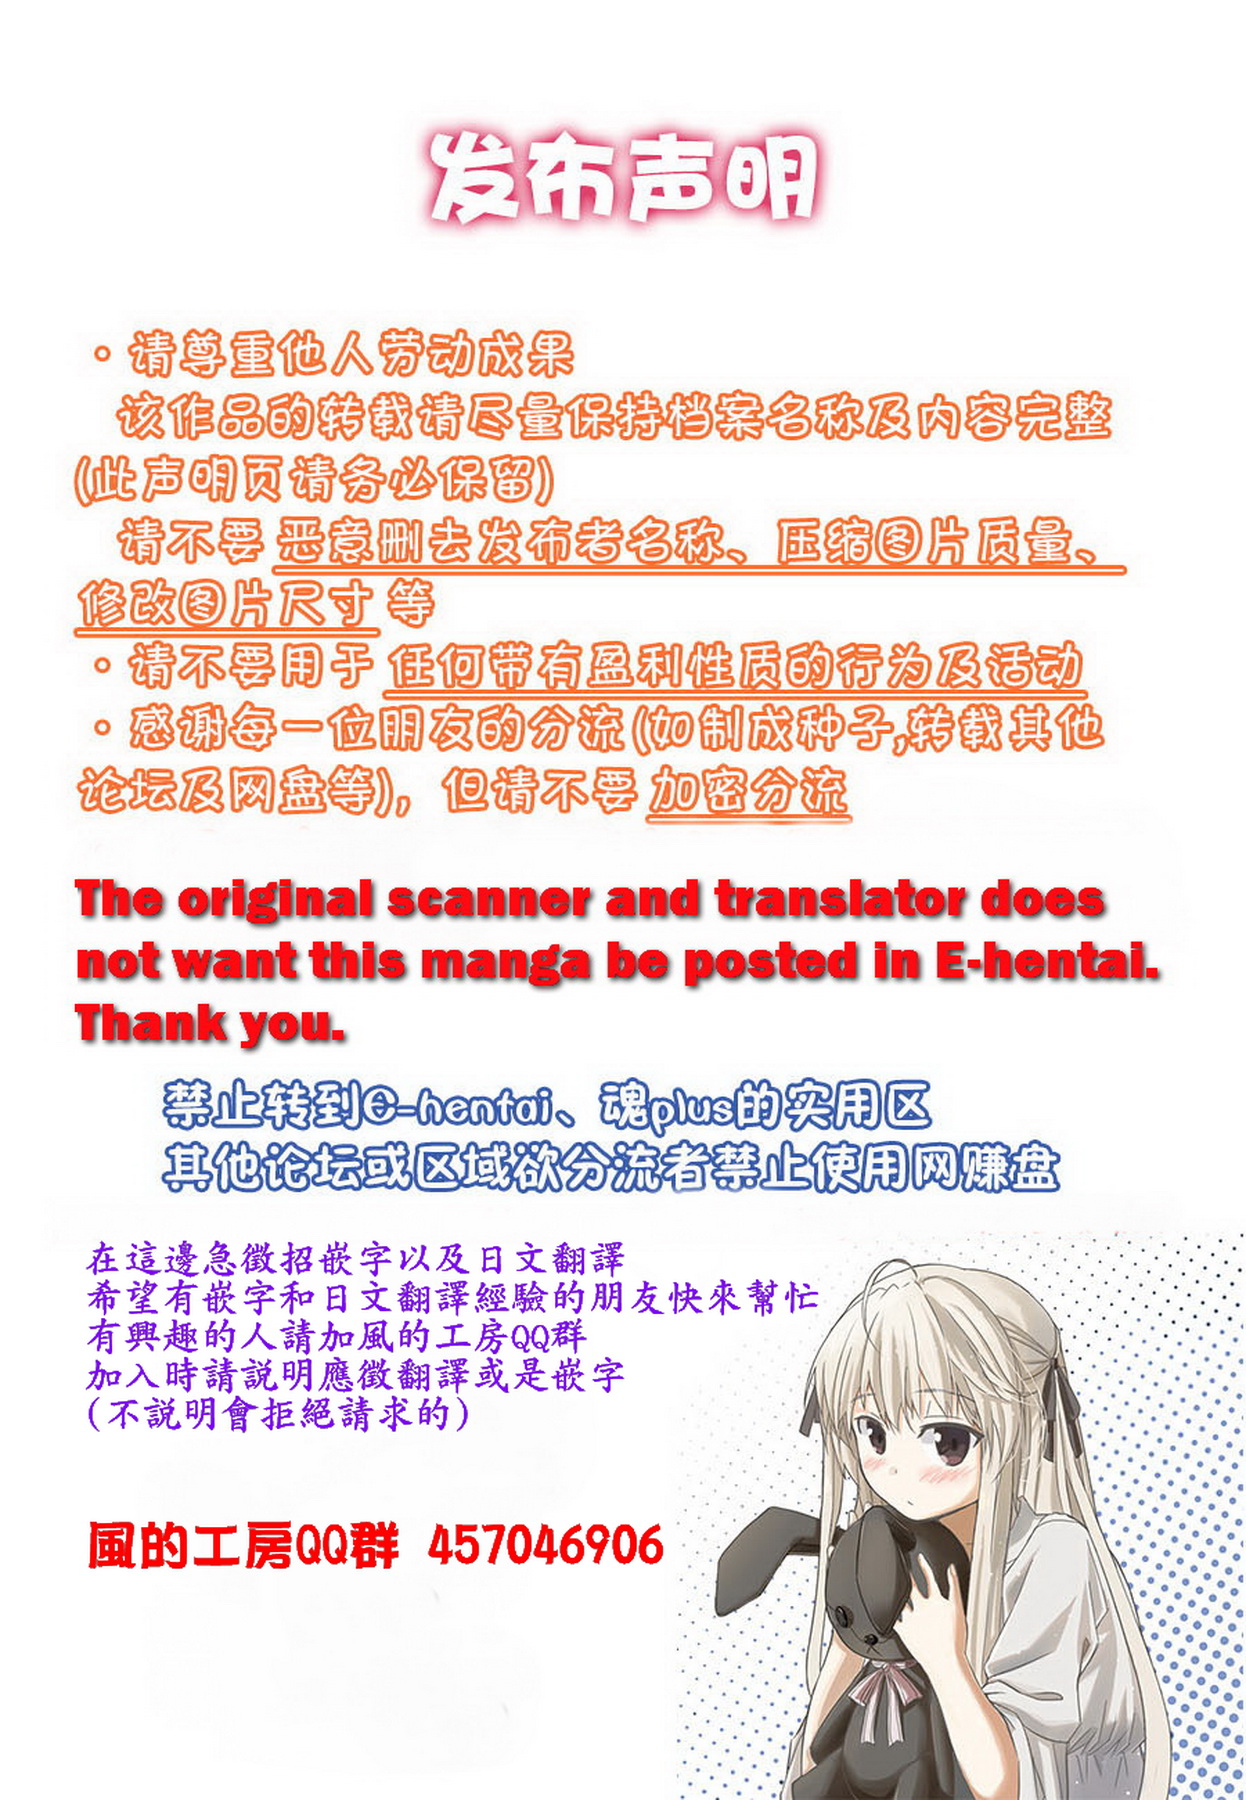 发布声明
·请尊重他人劳动成果
该作品的转载请尽量保持档案名称及内容完整
(此声明页请务必保留)
请不要 恶意删去发布者名称、压缩图片质量、
修改图片尺寸 等
·请不要用于 任何带有盈利性质的行为及活动
·感谢每一位朋友的分流(如制成种子,转载其他
论坛及网盘等)，但请不要 加密分流
The original scanner and translator does
not want this manga be posted in E-hentai.
Thank you.
禁止转到e-hentai、魂plus的实用区
其他论坛或区域欲分流者禁止使用网赚盘
在這邊急徵招嵌字以及日文翻譯
希望有嵌字和日文翻譯經驗的朋友快來幫忙
有興趣的人請加風的工房QQ群
加入時請説明應徵翻譯或是嵌字
(不説明會拒絕請求的)
風的工房QQ群 457046906